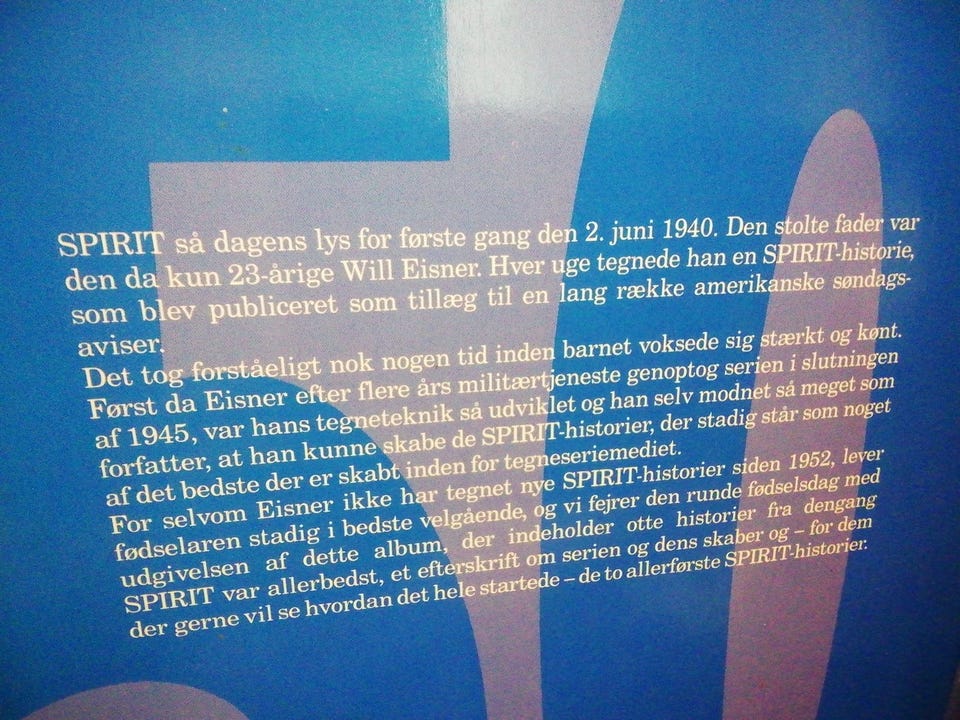 SPIRIT så dagens lys for første gang den 2. juni 1940. Den stolte fader var
den da kun 23-årige Will Eisner. Hver uge tegnede han en SPIRIT-historie,
som blev publiceret som tillæg til en lang række amerikanske søndags-
aviser.
Det tog forståeligt nok nogen tid inden barnet voksede sig stærkt og kønt.
Først da Eisner efter flere års militærtjeneste genoptog serien i slutningen
af 1945, var hans tegneteknik så udviklet og han selv modnet så meget som
forfatter, at han kunne skabe de SPIRIT-historier, der stadig står som noget
af det bedste der er skabt inden for tegneseriemediet.
For selvom Eisner ikke har tegnet nye SPIRIT-historier siden 1952, lever
fødselaren stadig i bedste velgående, og vi fejrer den runde fødselsdag med
udgivelsen af dette album, der indeholder otte historier fra dengang
SPIRIT var allerbedst, et efterskrift om serien og dens skaber og – for dem
der gerne vil se hvordan det hele startede – de to allerførste SPIRIT-historier.